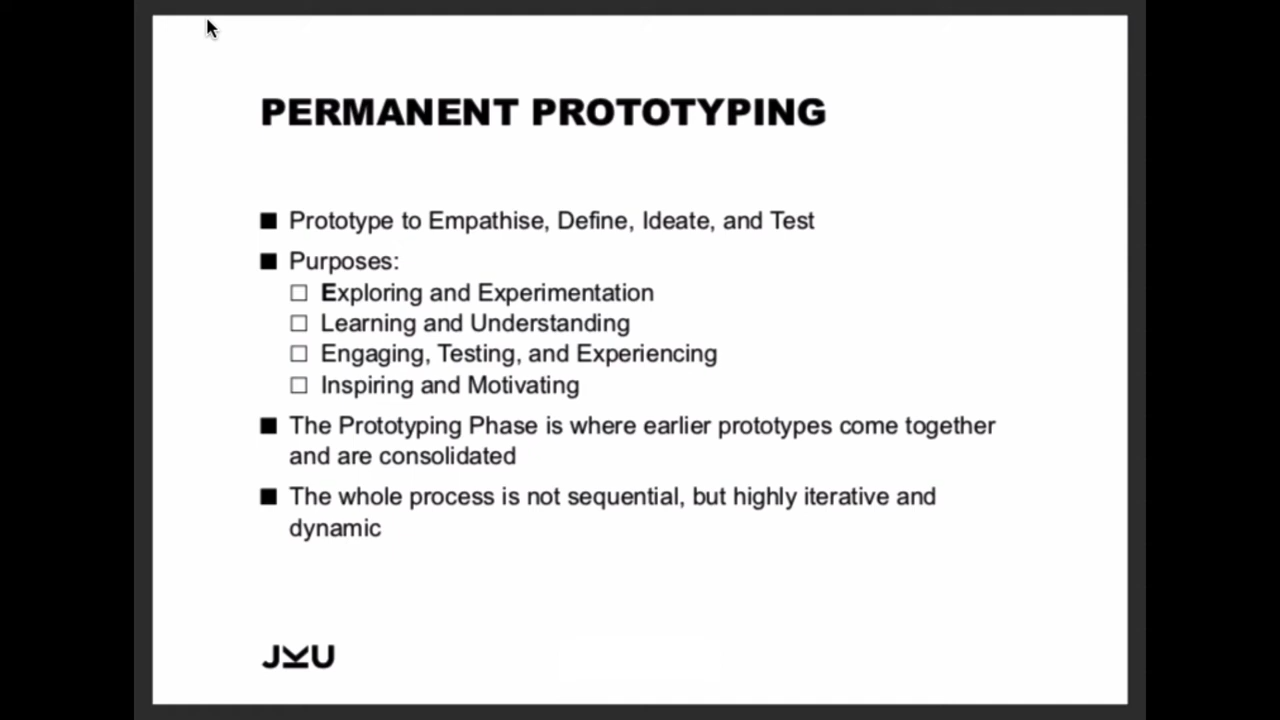 PERMANENT PROTOTYPING
Prototype to Empathise, Define, Ideate, and Test
Purposes:
Exploring and Experimentation
Learning and Understanding
Engaging, Testing, and Experiencing
Inspiring and Motivating
The Prototyping Phase is where earlier prototypes come together
and are consolidated
The whole process is not sequential, but highly iterative and
dynamic
JKU